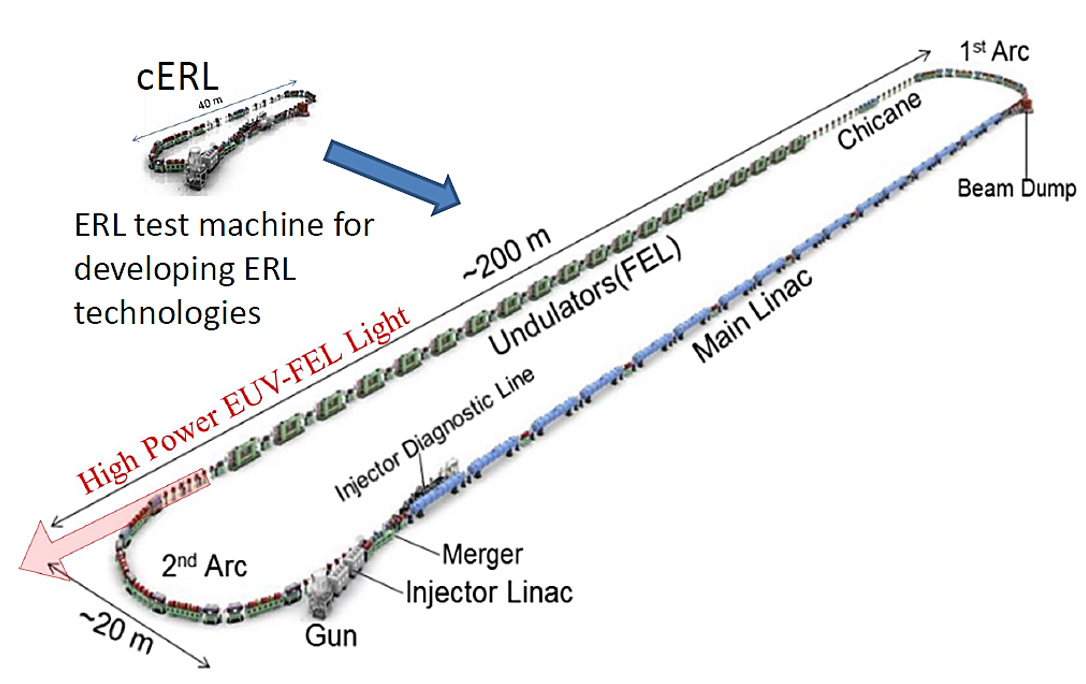 cERL
40 m
ERL test machine for
developing ERL
technologies
1st Arc
Chicane
Beam Dump
~200 m
Undulators(FEL)
Main Linac
High Power EUV-FEL Light
Injector Diagnostic Line
2nd Arc
Merger
Injector Linac
Gun
~20 m